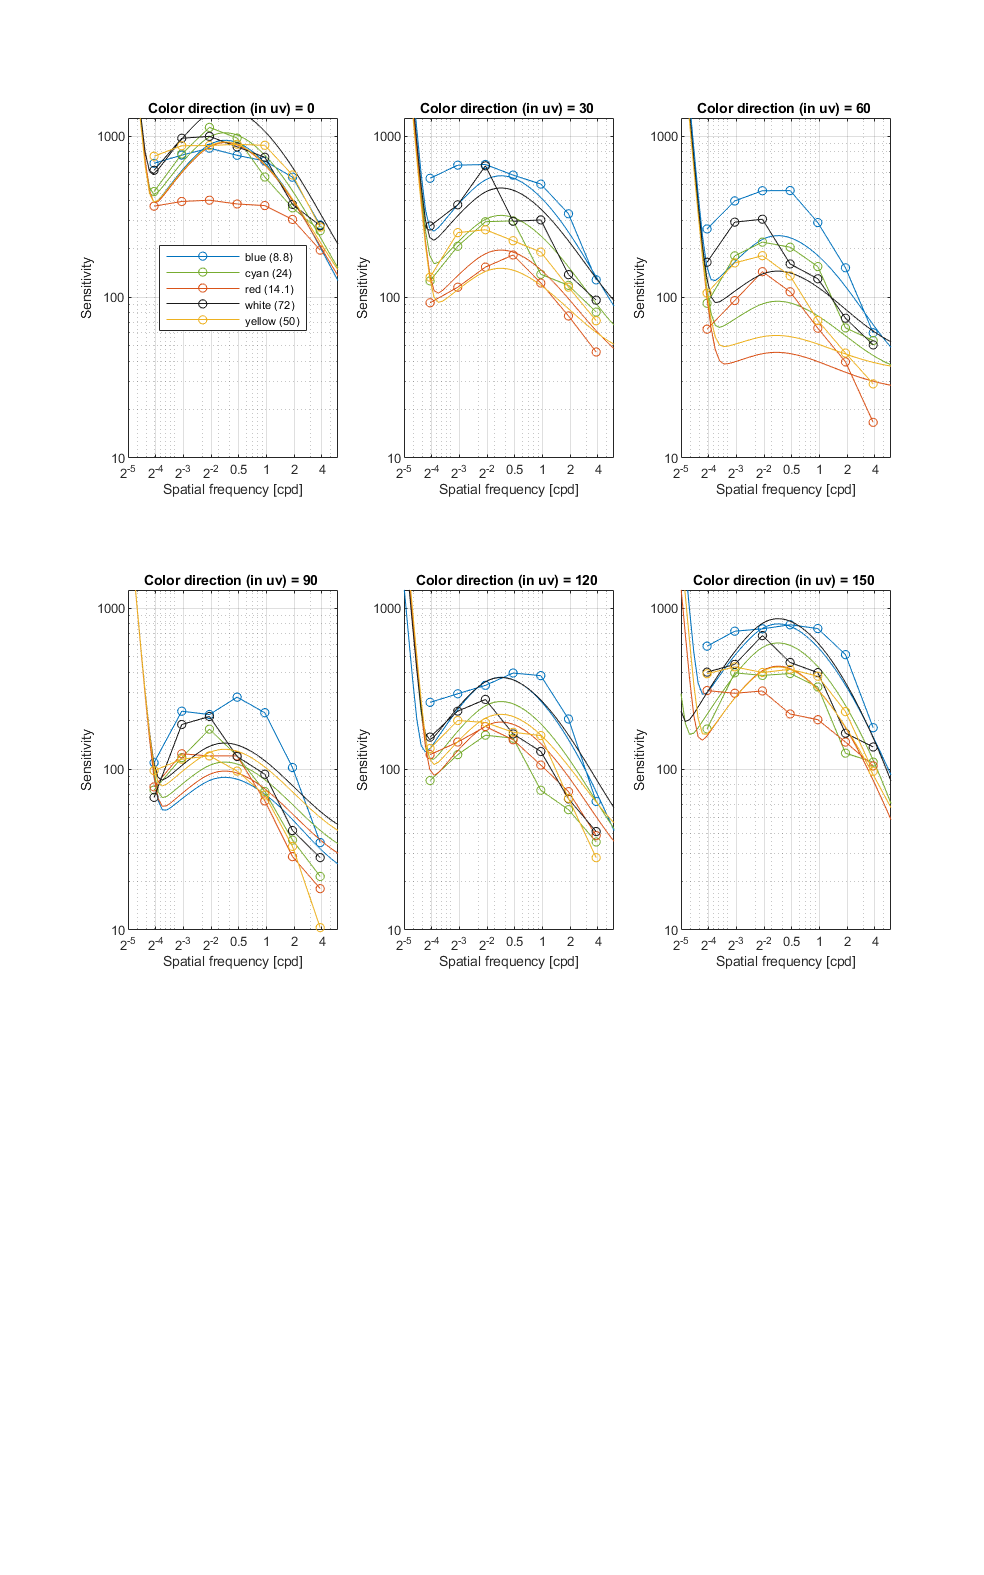 Color direction (in uv) = 0
Color direction (in uv) = 30
Color direction (in uv) = 60
1000
100
10
Sensitivity
blue (8.8)
cyan (24)
red (14.1)
white (72)
yellow (50)
2^-5 2^-4 2^-3 2^-2 0.5 1 2 4
Spatial frequency [cpd]
1000
100
10
Sensitivity
2^-5 2^-4 2^-3 2^-2 0.5 1 2 4
Spatial frequency [cpd]
1000
100
10
Sensitivity
2^-5 2^-4 2^-3 2^-2 0.5 1 2 4
Spatial frequency [cpd]
Color direction (in uv) = 90
Color direction (in uv) = 120
Color direction (in uv) = 150
1000
100
10
Sensitivity
2^-5 2^-4 2^-3 2^-2 0.5 1 2 4
Spatial frequency [cpd]
1000
100
10
Sensitivity
2^-5 2^-4 2^-3 2^-2 0.5 1 2 4
Spatial frequency [cpd]
1000
100
10
Sensitivity
2^-5 2^-4 2^-3 2^-2 0.5 1 2 4
Spatial frequency [cpd]